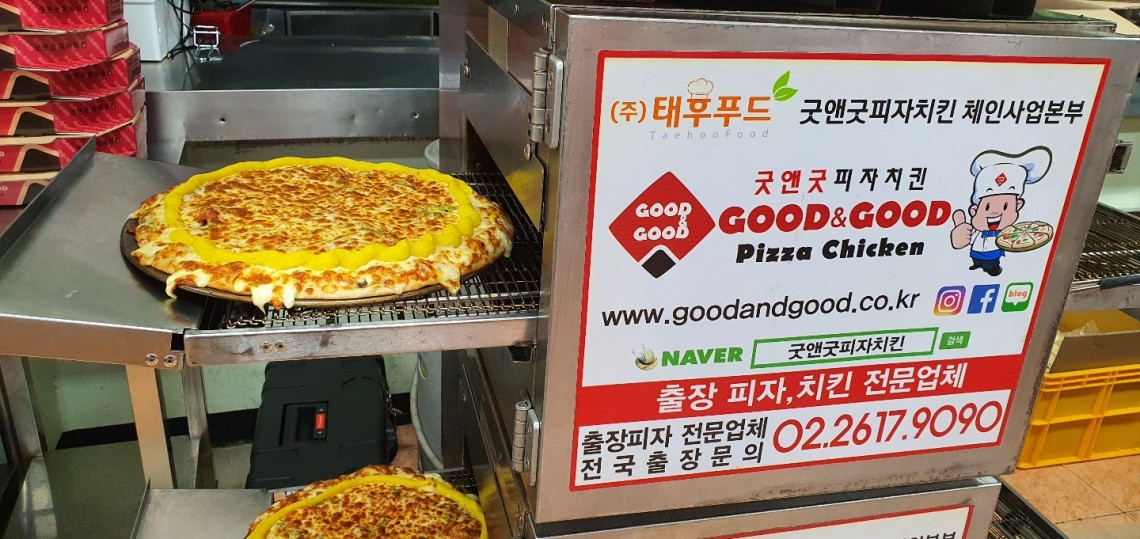 (주) 태후푸드 굿앤굿피자치킨 체인사업본부
TaehooFood
굿앤굿피자치킨
GOOD & GOOD
GOOD&GOOD
Pizza Chicken
www.goodandgood.co.kr
blog
NAVER 굿앤굿피자치킨 검색
출장 피자,치킨 전문업체
출장피자 전문업체
전국출장문의
02.2617.9090